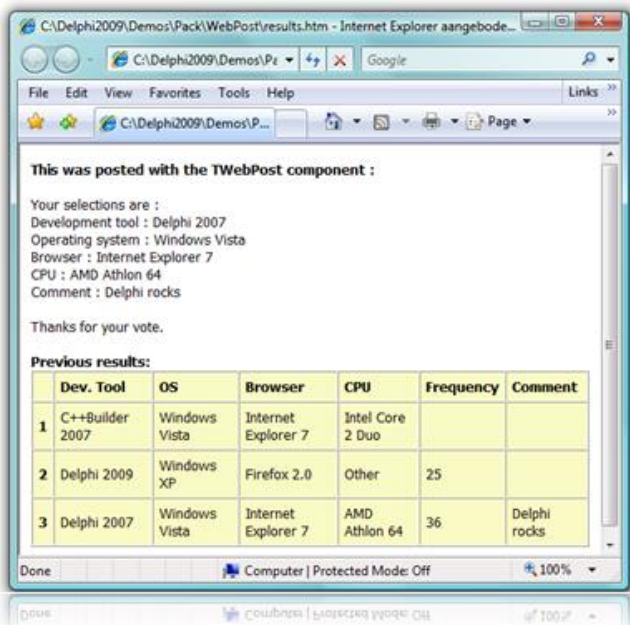 C:\Delphi2009\Demos\Pack\WebPost\results.htm - Internet Explorer aangebode...
C:\Delphi2009\Demos\Pa
Google
File Edit View Favorites Tools Help Links »
C:\Delphi2009\Demos\P...
Page
This was posted with the TWebPost component :
Your selections are :
Development tool : Delphi 2007
Operating system : Windows Vista
Browser : Internet Explorer 7
CPU : AMD Athlon 64
Comment : Delphi rocks
Thanks for your vote.
Previous results:
Dev. Tool OS Browser CPU Frequency Comment
1 C++Builder 2007 Windows Vista Internet Explorer 7 Intel Core 2 Duo
2 Delphi 2009 Windows XP Firefox 2.0 Other 25
3 Delphi 2007 Windows Vista Internet Explorer 7 AMD Athlon 64 36 Delphi rocks
Done Computer | Protected Mode: Off 100%